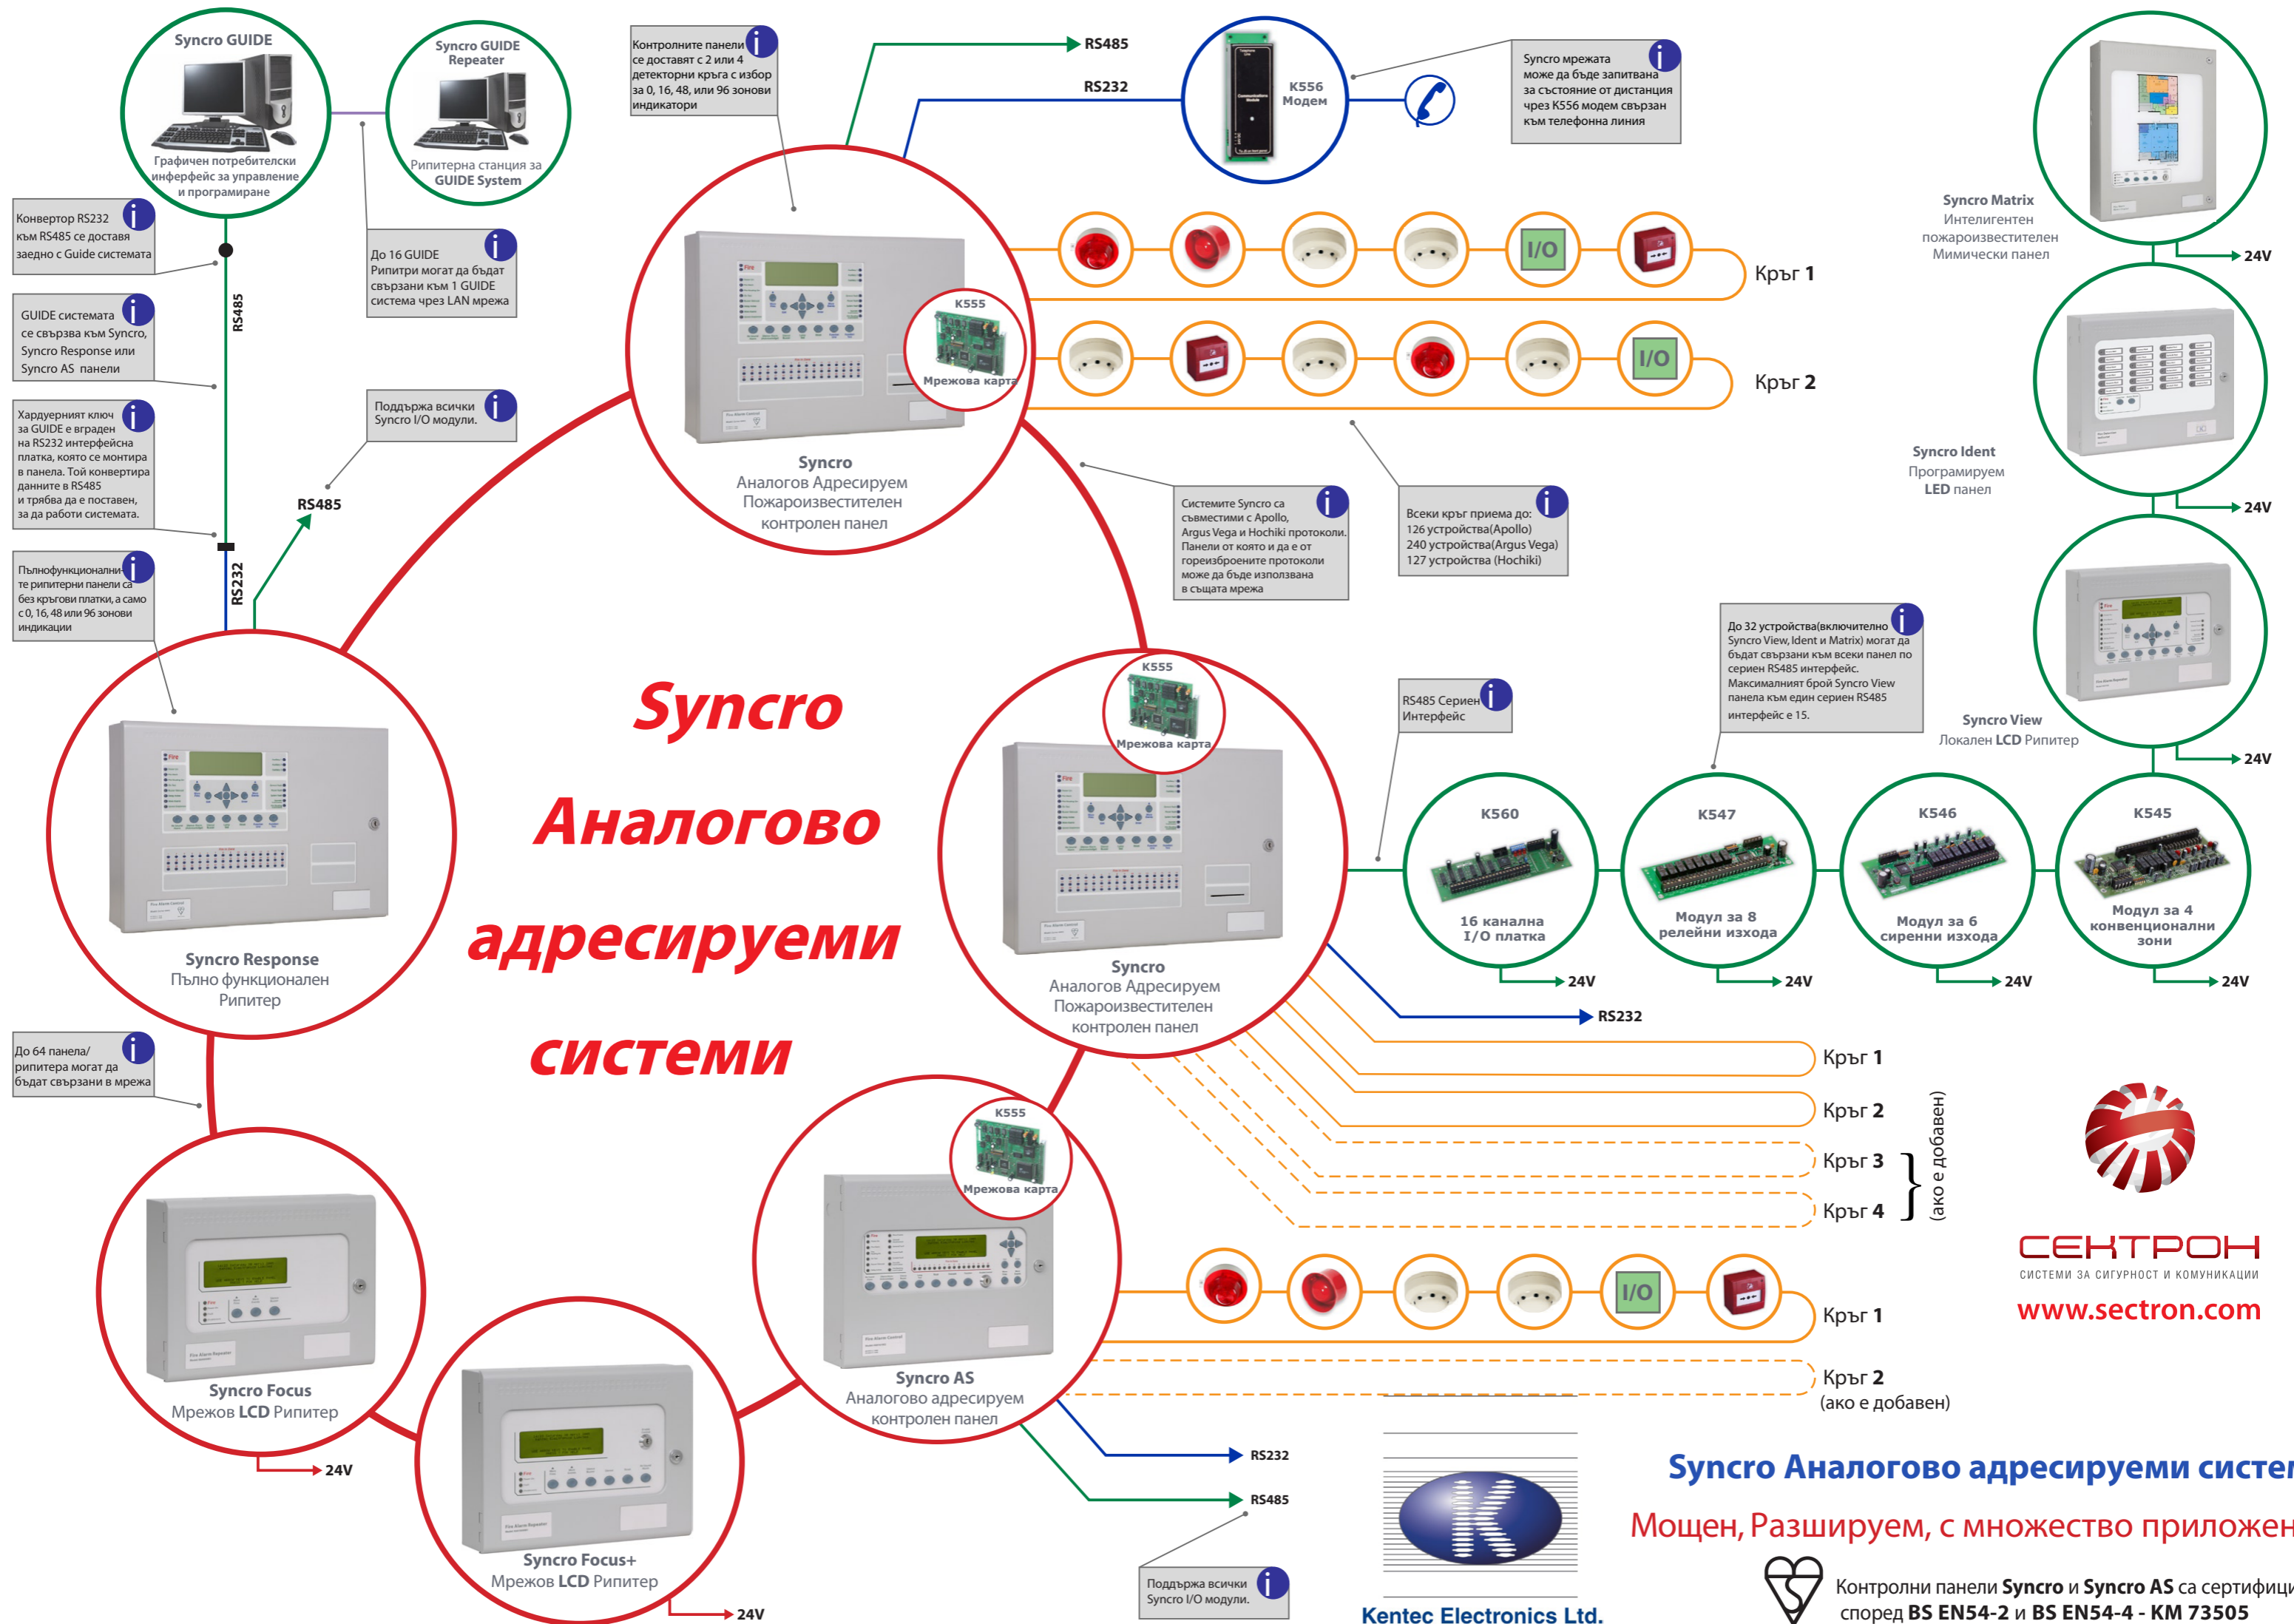 Syncro GUIDE
Графичен потребителски
инферфейс за управление
и програмиране
Syncro GUIDE
Repeater
Рипитерна станция за
GUIDE System
Конвертор RS232
към RS485 се доставя
заедно с Guide системата
До 16 GUIDE
Рипитри могат да бъдат
свързани към 1 GUIDE
система чрез LAN мрежа
GUIDE системата
се свързва към Syncro,
Syncro Response или
Syncro AS панели
Хардуерният ключ
за GUIDE е вграден
на RS232 интерфейсна
платка, която се монтира
в панела. Той конвертира
данните в RS485
и трябва да е поставен,
за да работи системата.
Пълнофункционални-
те рипитерни панели са
без кръгови платки, а само
с 0, 16, 48 или 96 зонови
индикации
RS485
RS232
Поддържа всички
Syncro I/O модули.
RS485
Контролните панели
се доставят с 2 или 4
детекторни кръга с избор
за 0, 16, 48, или 96 зонови
индикатори
RS485
RS232
K556
Модем
Syncro мрежата
може да бъде запитвана
за състояние от дистанция
чрез K556 модем свързан
към телефонна линия
K555
Мрежова карта
Syncro
Аналогов Адресируем
Пожароизвестителен
контролен панел
I/O
Кръг 1
I/O
Кръг 2
Системите Syncro са
съвместими с Apollo,
Argus Vega и Hochiki протоколи.
Панели от която и да е от
гореизброените протоколи
може да бъде използвана
в същата мрежа
Всеки кръг приема до:
126 устройства(Apollo)
240 устройства(Argus Vega)
127 устройства (Hochiki)
Syncro Matrix
Интелигентен
пожароизвестителен
Мимически панел
24V
Syncro Ident
Програмируем
LED панел
24V
Syncro View
Локален LCD Рипитер
24V
До 32 устройства(включително
Syncro View, Ident и Matrix) могат да
бъдат свързани към всеки панел по
сериен RS485 интерфейс.
Максималният брой Syncro View
панела към един сериен RS485
интерфейс е 15.
RS485 Сериен
Интерфейс
K560
16 канална
I/O платка
24V
K547
Модул за 8
релейни изхода
24V
K546
Модул за 6
сиренни изхода
24V
K545
Модул за 4
конвенционални
зони
24V
Syncro
Аналогово
адресируеми
системи
Syncro Response
Пълно функционален
Рипитер
K555
Мрежова карта
Syncro
Аналогов Адресируем
Пожароизвестителен
контролен панел
RS232
Кръг 1
Кръг 2
Кръг 3
Кръг 4
(ако е добавен)
До 64 панела/
рипитера могат да
бъдат свързани в мрежа
Syncro Focus
Мрежов LCD Рипитер
24V
Syncro Focus+
Мрежов LCD Рипитер
24V
K555
Мрежова карта
Syncro AS
Аналогово адресируем
контролен панел
I/O
Кръг 1
Кръг 2
(ако е добавен)
RS232
RS485
Поддържа всички
Syncro I/O модули.
СЕКТРОН
СИСТЕМИ ЗА СИГУРНОСТ И КОМУНИКАЦИИ
www.sectron.com
K
Kentec Electronics Ltd.
Syncro Аналогово адресируеми систем
Мощен, Разшируем, с множество приложен
Контролни панели Syncro и Syncro AS са сертифици
според BS EN54-2 и BS EN54-4 - KM 73505